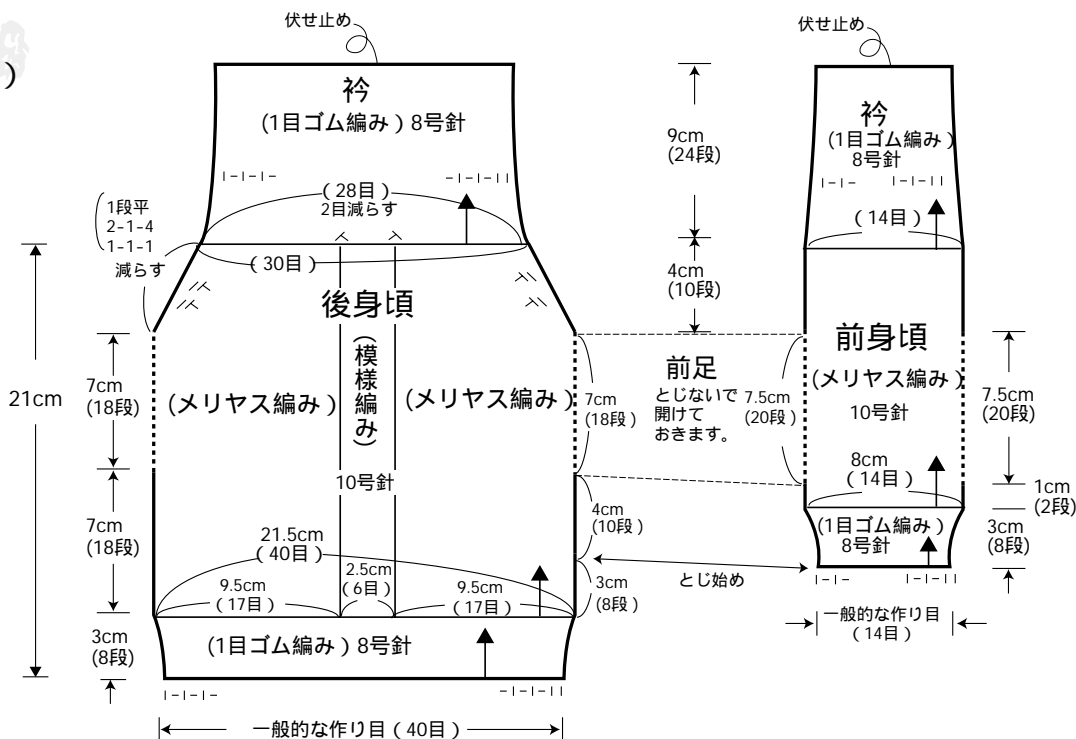 )
伏せ止め
衿
(1目ゴム編み) 8号針
|-|-|-
-|-|-||
(28目)
2目減らす
1段平
2-1-4
1-1-1
減らす
(30目)
後身頃
(模様編み)
(メリヤス編み)
(メリヤス編み)
10号針
21cm
7cm
(18段)
7cm
(18段)
3cm
(8段)
21.5cm
(40目)
9.5cm
(17目)
2.5cm
(6目)
9.5cm
(17目)
(1目ゴム編み) 8号針
|-|-|-
-|-|-||
一般的な作り目(40目)
7cm
(18段)
4cm
(10段)
3cm
(8段)
9cm
(24段)
4cm
(10段)
前足
とじないで
開けて
おきます。
7.5cm
(20段)
とじ始め
伏せ止め
衿
(1目ゴム編み)
8号針
|-|-
|-|-||
(14目)
前身頃
(メリヤス編み)
10号針
8cm
(14目)
(1目ゴム編み)
8号針
7.5cm
(20段)
1cm
(2段)
3cm
(8段)
|-|-
|-|-||
一般的な作り目
(14目)